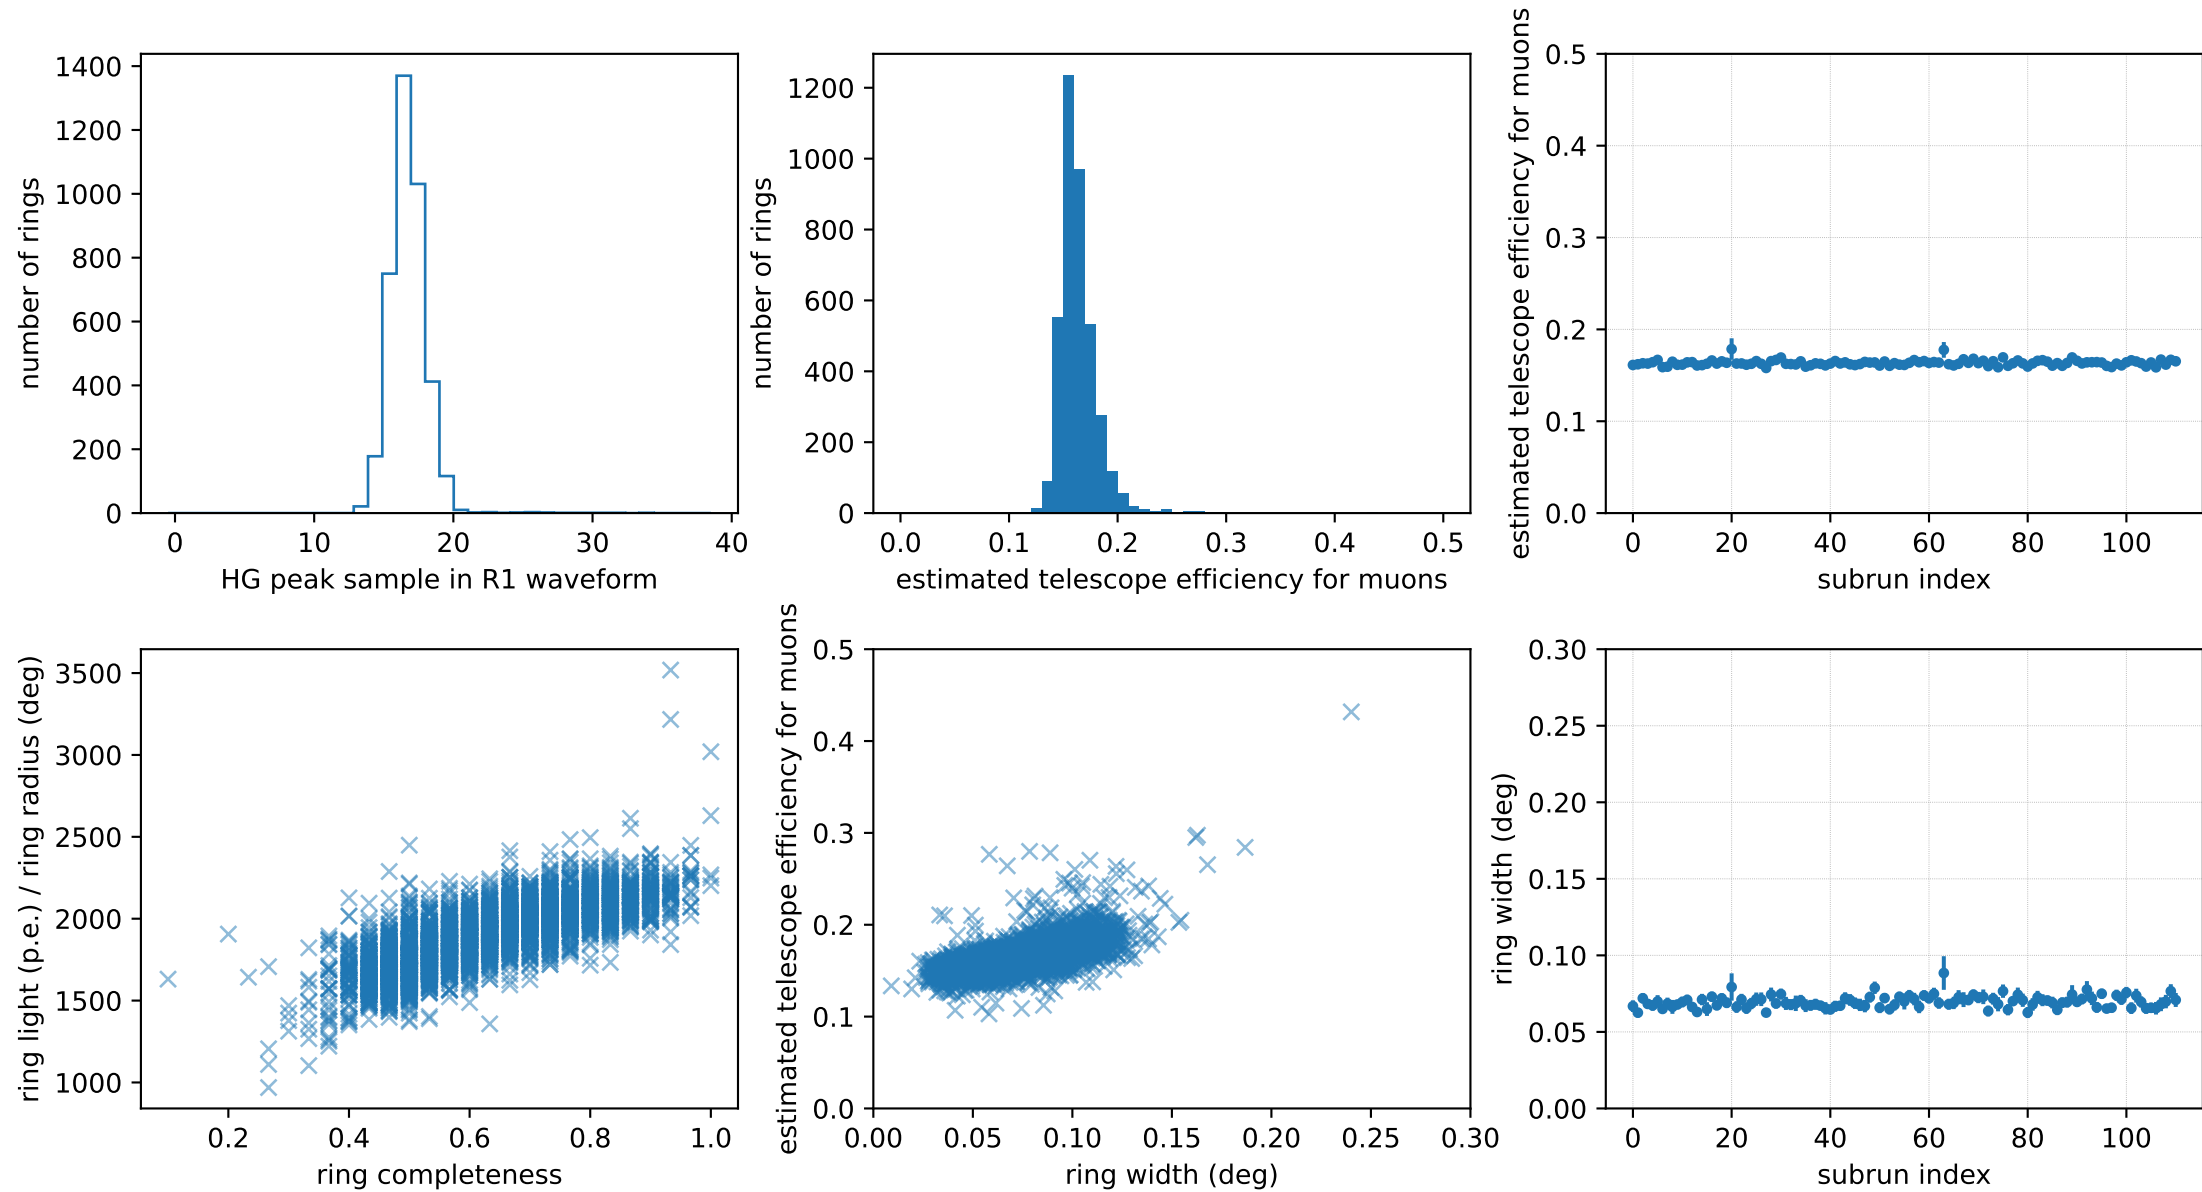 number of rings
1400
1200
1000
800
600
400
200
0
0 10 20 30 40
HG peak sample in R1 waveform
number of rings
1200
1000
800
600
400
200
0
0.0 0.1 0.2 0.3 0.4 0.5
estimated telescope efficiency for muons
estimated telescope efficiency for muons
0.5
0.4
0.3
0.2
0.1
0.0
0 20 40 60 80 100
subrun index
ring light (p.e.) / ring radius (deg)
3500
3000
2500
2000
1500
1000
0.2 0.4 0.6 0.8 1.0
ring completeness
estimated telescope efficiency for muons
0.5
0.4
0.3
0.2
0.1
0.0
0.00 0.05 0.10 0.15 0.20 0.25 0.30
ring width (deg)
ring width (deg)
0.30
0.25
0.20
0.15
0.10
0.05
0.00
0 20 40 60 80 100
subrun index